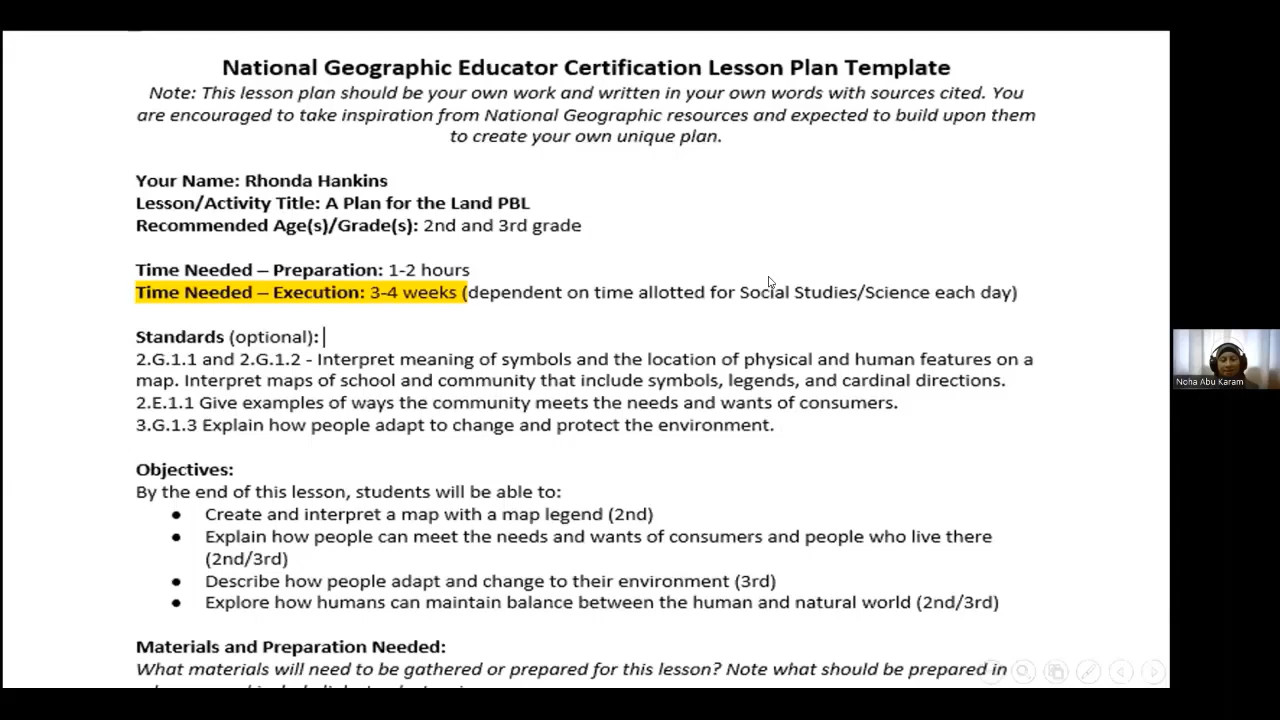 National Geographic Educator Certification Lesson Plan Template
Note: This lesson plan should be your own work and written in your own words with sources cited. You
are encouraged to take inspiration from National Geographic resources and expected to build upon them
to create your own unique plan.
Your Name: Rhonda Hankins
Lesson/Activity Title: A Plan for the Land PBL
Recommended Age(s)/Grade(s): 2nd and 3rd grade
Time Needed – Preparation: 1-2 hours
Time Needed – Execution: 3-4 weeks (dependent on time allotted for Social Studies/Science each day)
Standards (optional):
2.G.1.1 and 2.G.1.2 - Interpret meaning of symbols and the location of physical and human features on a
map. Interpret maps of school and community that include symbols, legends, and cardinal directions.
2.E.1.1 Give examples of ways the community meets the needs and wants of consumers.
3.G.1.3 Explain how people adapt to change and protect the environment.
Objectives:
By the end of this lesson, students will be able to:
● Create and interpret a map with a map legend (2nd)
● Explain how people can meet the needs and wants of consumers and people who live there
(2nd/3rd)
● Describe how people adapt and change to their environment (3rd)
● Explore how humans can maintain balance between the human and natural world (2nd/3rd)
Materials and Preparation Needed:
What materials will need to be gathered or prepared for this lesson? Note what should be prepared in
Noha Abu Karam